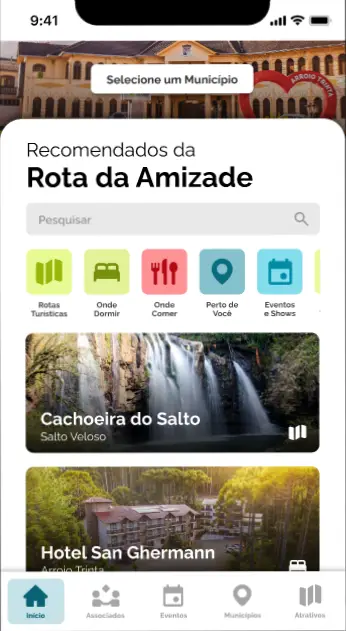 9:41
ARROIO TRINTA
Selecione um Município
Recomendados da
Rota da Amizade
Pesquisar
Rotas
Turísticas
Onde
Dormir
Onde
Comer
Perto de
Você
Eventos
e Shows
Cachoeira do Salto
Salto Veloso
Hotel San Ghermann
Arroio Trinta
Início
Associados
Eventos
Municípios
Atrativos